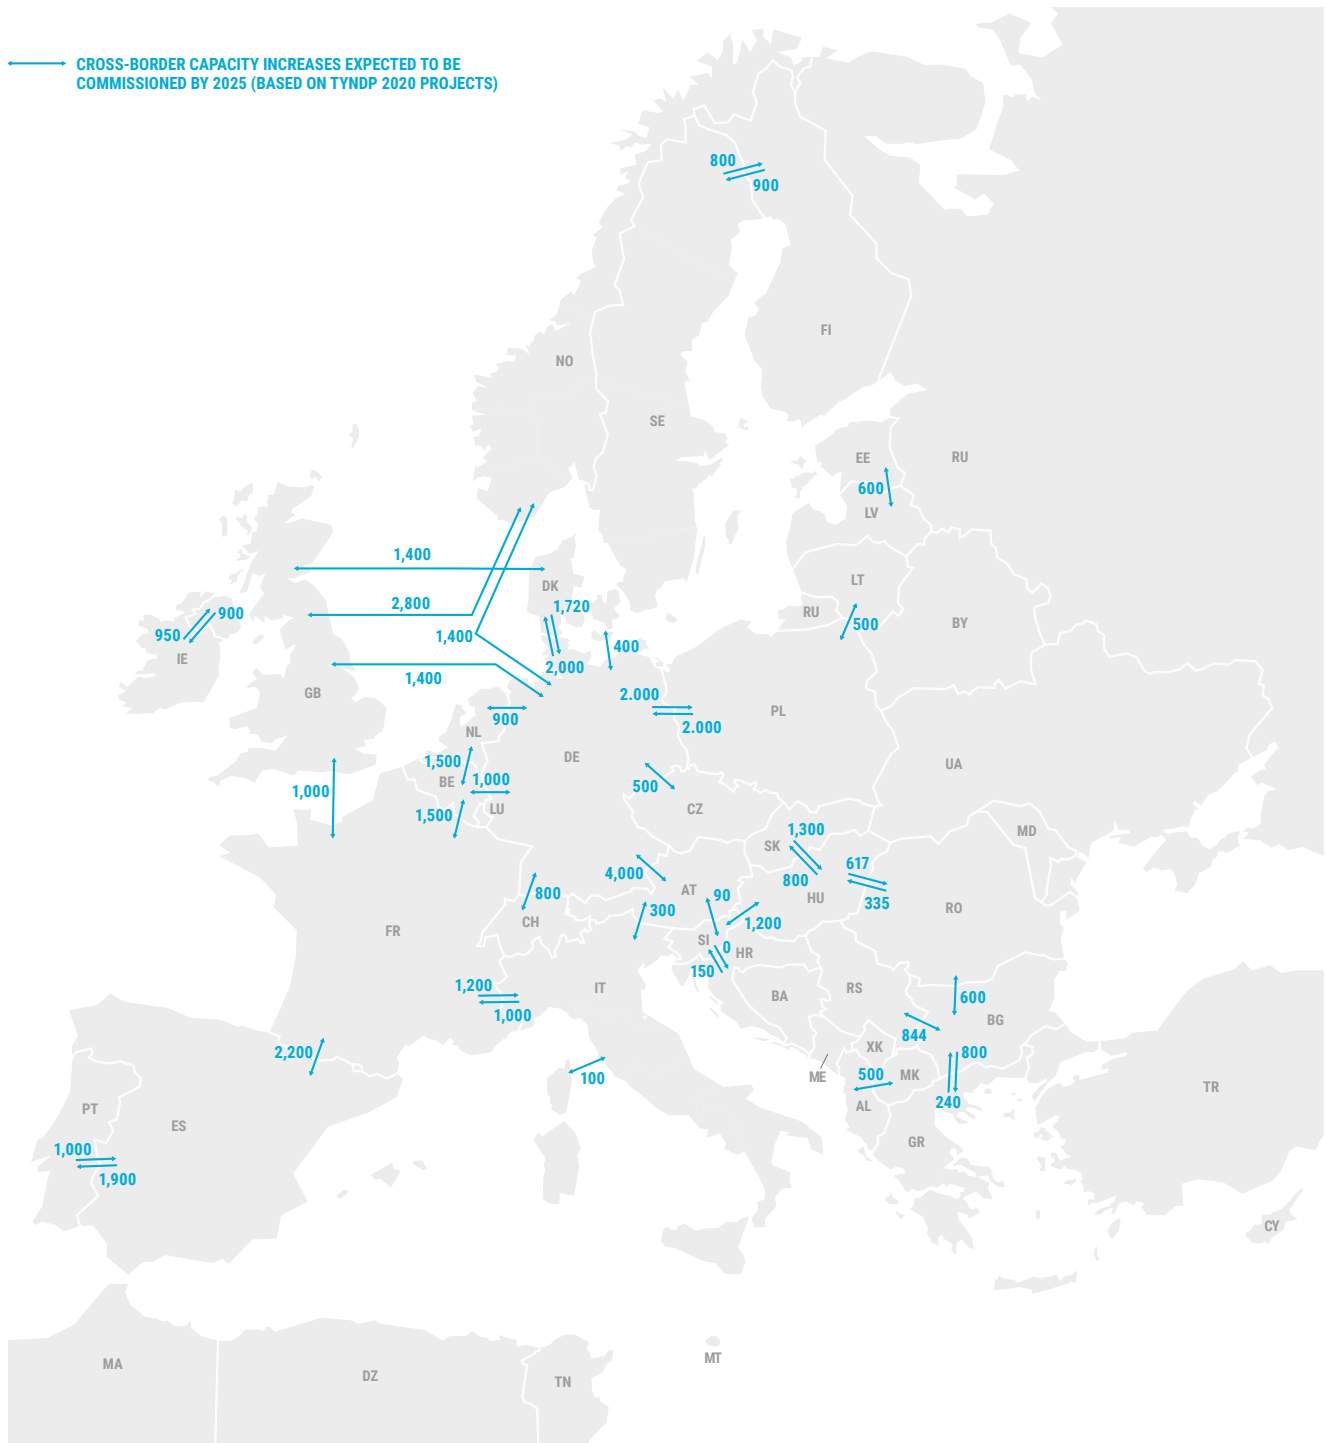 CROSS-BORDER CAPACITY INCREASES EXPECTED TO BE
COMMISSIONED BY 2025 (BASED ON TYNDP 2020 PROJECTS)
800
900
FI
NO
SE
EE
RU
600
LV
1,400
DK
LT
1,720
2,800
900
RU
500
BY
950
1,400
400
IE
2,000
1,400
GB
2.000
PL
900
2.000
NL
DE
1,500
UA
1,000
BE
500
1,000
LU
CZ
1,500
1,300
MD
SK
617
4,000
800
AT
800
90
HU
335
300
RO
CH
1,200
FR
SI
0
HR
150
1,200
IT
RS
BA
600
1,000
BG
844
2,200
XK
800
500
MK
ME
100
240
AL
PT
TR
ES
GR
1,000
1,900
CY
MT
MA
DZ
TN